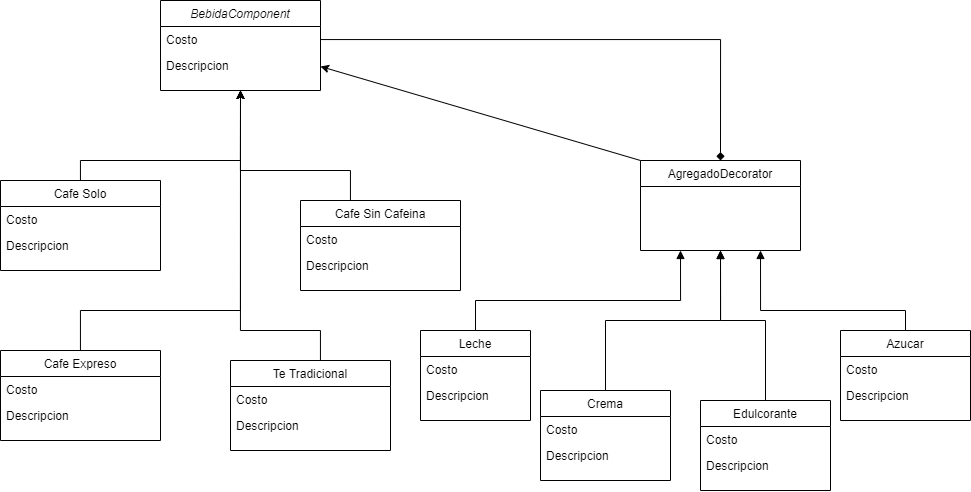 BebidaComponent
Costo
Descripcion
AgregadoDecorator
Cafe Solo
Costo
Descripcion
Cafe Sin Cafeina
Costo
Descripcion
Cafe Expreso
Costo
Descripcion
Te Tradicional
Costo
Descripcion
Leche
Costo
Descripcion
Crema
Costo
Descripcion
Edulcorante
Costo
Descripcion
Azucar
Costo
Descripcion